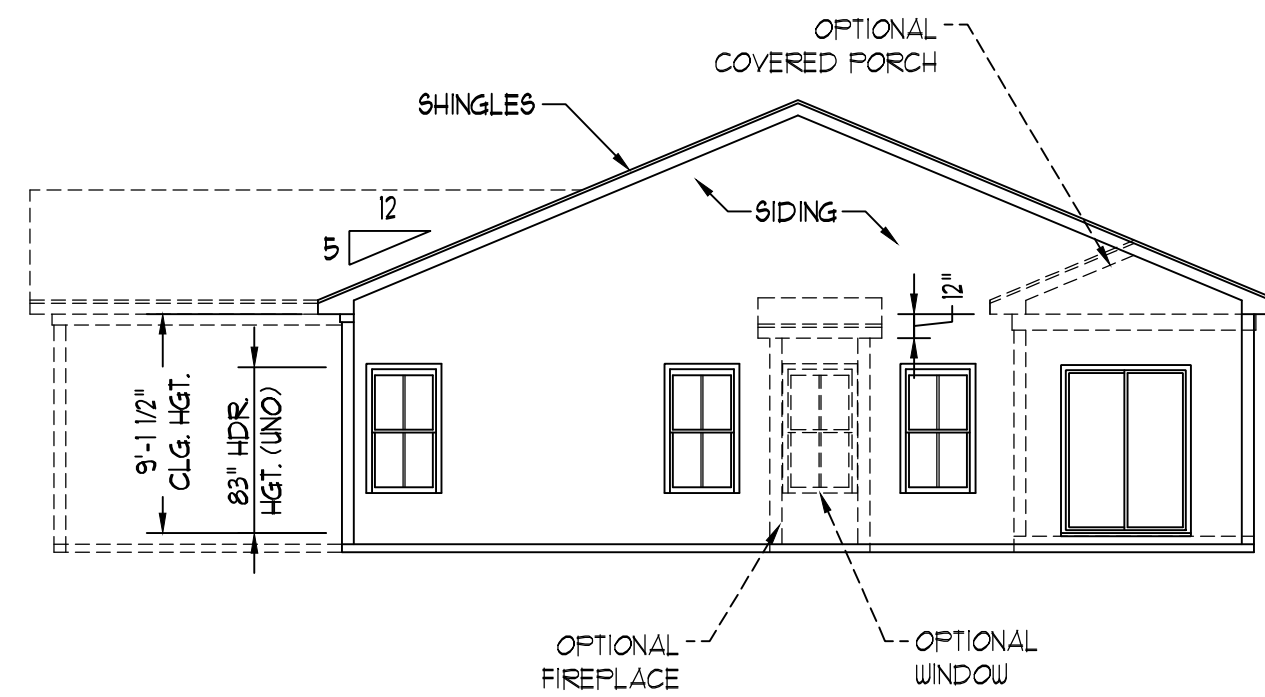 OPTIONAL
COVERED PORCH
SHINGLES
12
5
SIDING
12"
9'-1 1/2"
CLG. HGT.
83" HDR.
HGT. (UNO)
OPTIONAL
FIREPLACE
OPTIONAL
WINDOW